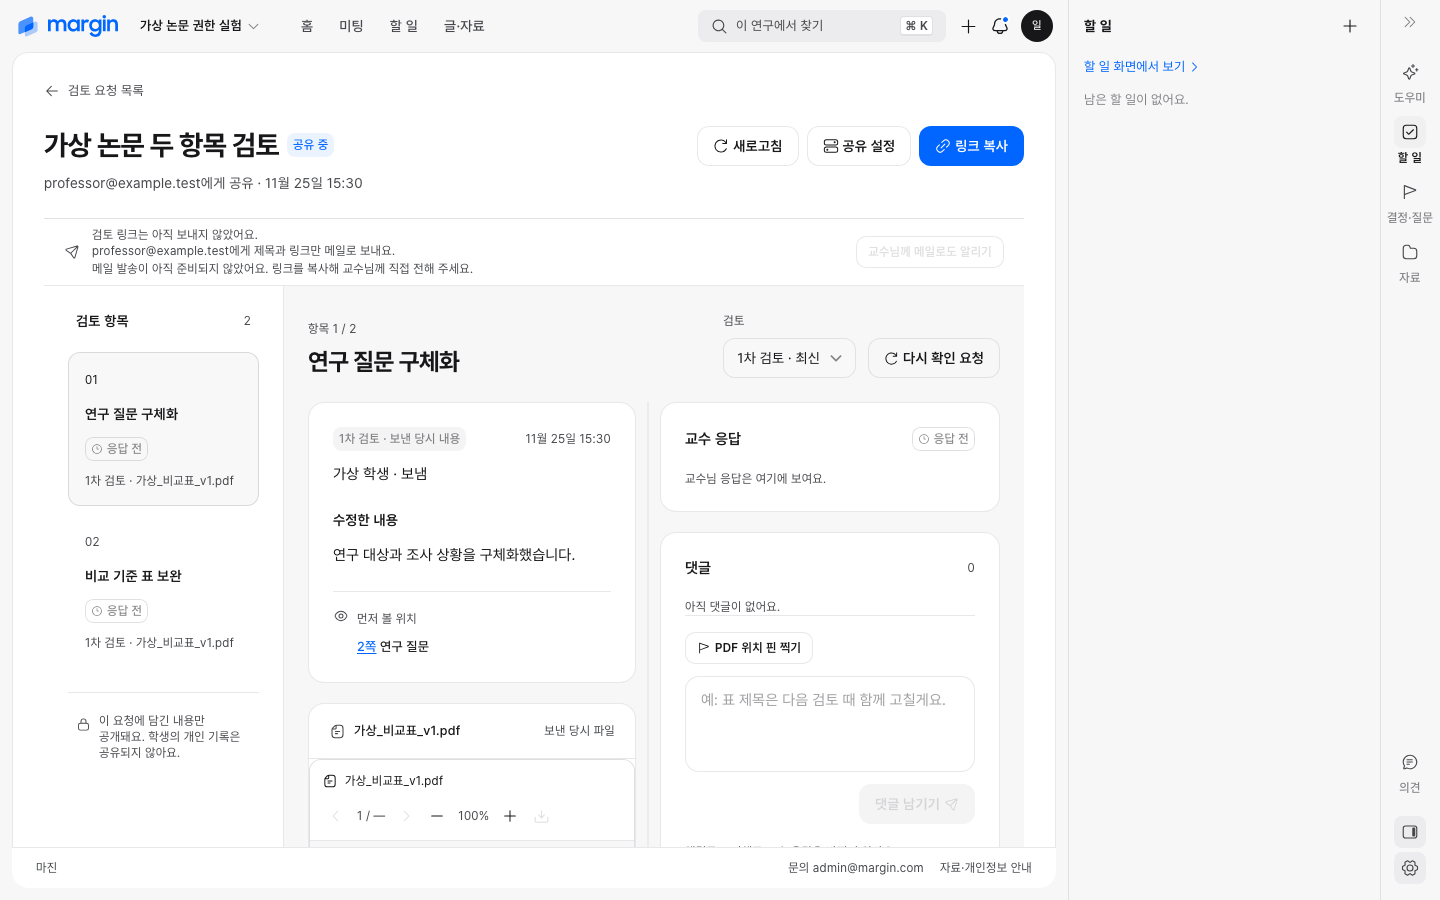 margin
가상 논문 권한 실험
홈
미팅
할 일
글·자료
이 연구에서 찾기
⌘ K
일
검토 요청 목록
가상 논문 두 항목 검토
공유 중
새로고침
공유 설정
링크 복사
professor@example.test에게 공유 · 11월 25일 15:30
검토 링크는 아직 보내지 않았어요.
professor@example.test에게 제목과 링크만 메일로 보내요.
메일 발송이 아직 준비되지 않았어요. 링크를 복사해 교수님께 직접 전해 주세요.
교수님께 메일로도 알리기
검토 항목
2
01
연구 질문 구체화
응답 전
1차 검토 · 가상_비교표_v1.pdf
02
비교 기준 표 보완
응답 전
1차 검토 · 가상_비교표_v1.pdf
이 요청에 담긴 내용만
공개돼요. 학생의 개인 기록은
공유되지 않아요.
항목 1 / 2
연구 질문 구체화
검토
1차 검토 · 최신
다시 확인 요청
1차 검토 · 보낸 당시 내용
11월 25일 15:30
가상 학생 · 보냄
수정한 내용
연구 대상과 조사 상황을 구체화했습니다.
먼저 볼 위치
2쪽 연구 질문
가상_비교표_v1.pdf
보낸 당시 파일
가상_비교표_v1.pdf
1 / —
100%
교수 응답
응답 전
교수님 응답은 여기에 보여요.
댓글
0
아직 댓글이 없어요.
PDF 위치 핀 찍기
예: 표 제목은 다음 검토 때 함께 고칠게요.
댓글 남기기
마진
문의 admin@margin.com
자료·개인정보 안내
할 일
할 일 화면에서 보기
남은 할 일이 없어요.
도우미
할 일
결정·질문
자료
의견